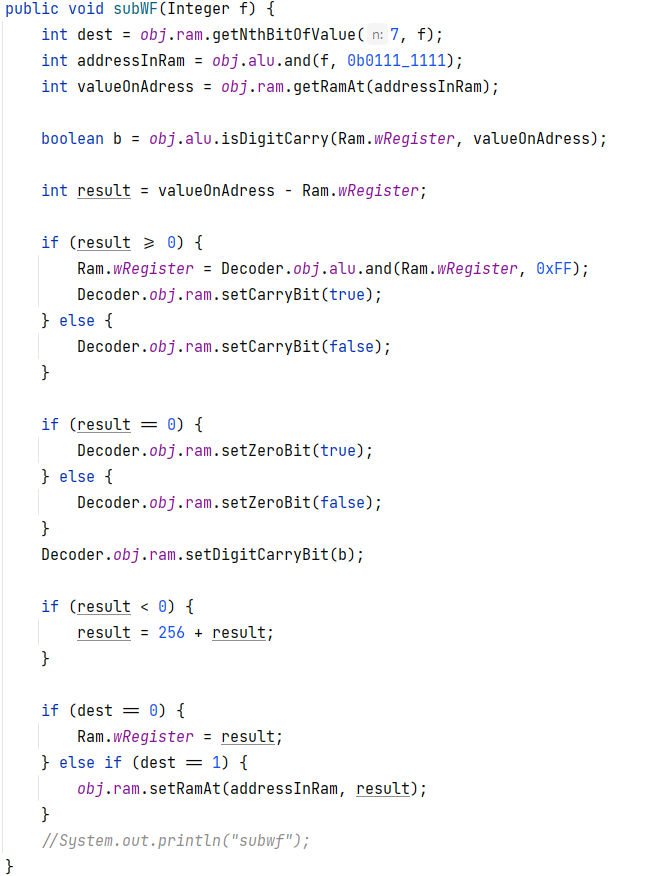 public void subWF(Integer f) {
    int dest = obj.ram.getNthBitOfValue( n: 7, f);
    int addressInRam = obj.alu.and(f, 0b0111_1111);
    int valueOnAdress = obj.ram.getRamAt(addressInRam);

    boolean b = obj.alu.isDigitCarry(Ram.wRegister, valueOnAdress);

    int result = valueOnAdress - Ram.wRegister;

    if (result >= 0) {
        Ram.wRegister = Decoder.obj.alu.and(Ram.wRegister, 0xFF);
        Decoder.obj.ram.setCarryBit(true);
    } else {
        Decoder.obj.ram.setCarryBit(false);
    }

    if (result == 0) {
        Decoder.obj.ram.setZeroBit(true);
    } else {
        Decoder.obj.ram.setZeroBit(false);
    }
    Decoder.obj.ram.setDigitCarryBit(b);

    if (result < 0) {
        result = 256 + result;
    }

    if (dest == 0) {
        Ram.wRegister = result;
    } else if (dest == 1) {
        obj.ram.setRamAt(addressInRam, result);
    }
    //System.out.println("subwf");
}